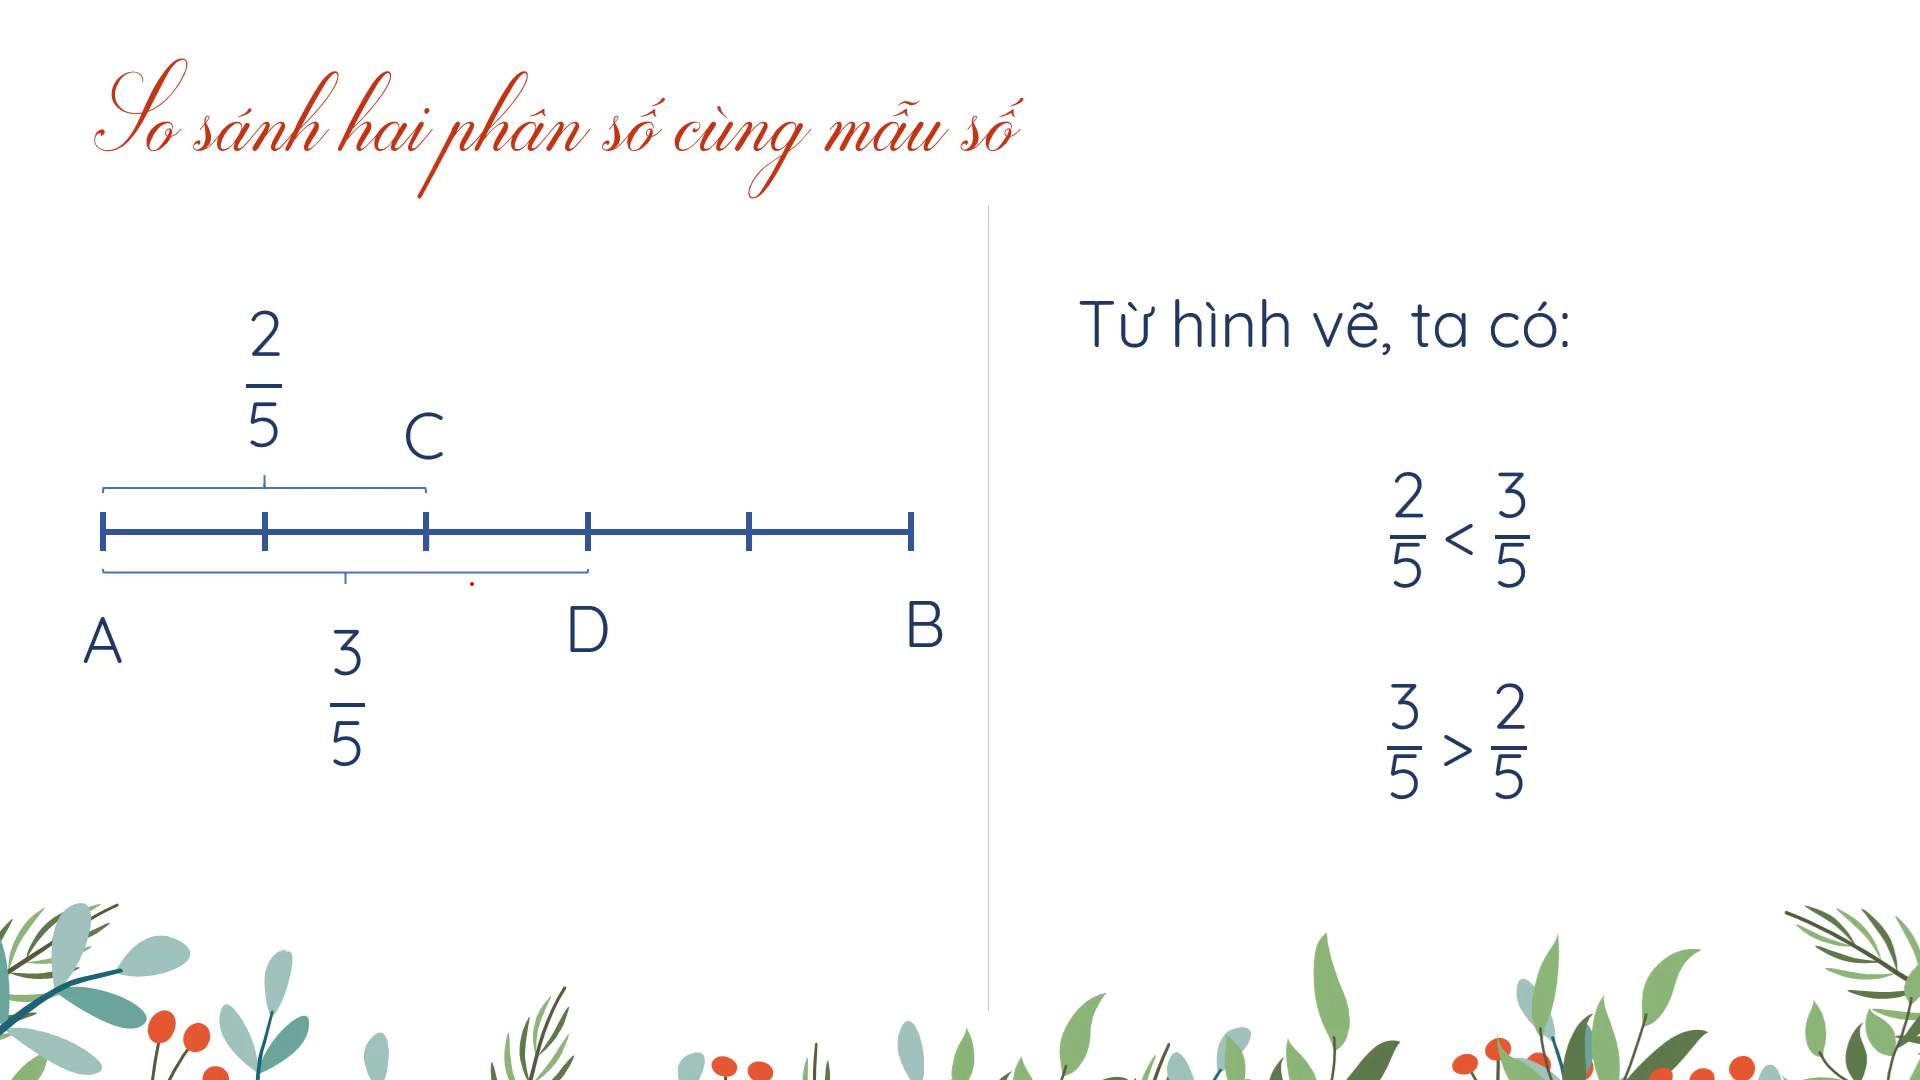 So sánh hai phân số cùng mẫu số
2
5
C
A
3
5
D
B
Từ hình vẽ, ta có:
2/5 < 3/5
3/5 > 2/5